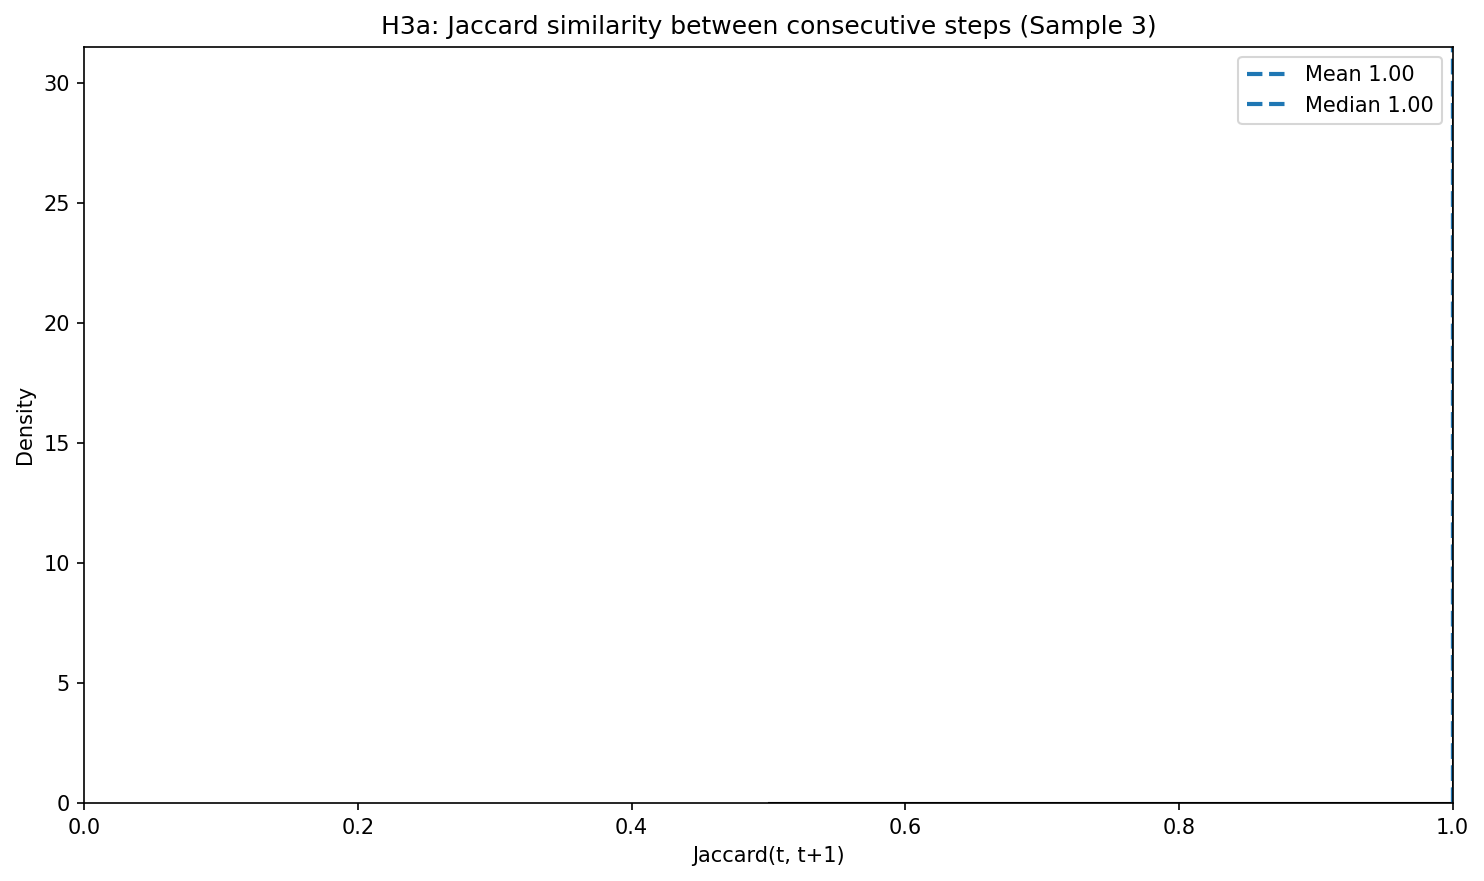 H3a: Jaccard similarity between consecutive steps (Sample 3)
Mean 1.00
Median 1.00
30
25
20
15
10
5
0
Density
0.0 0.2 0.4 0.6 0.8 1.0
Jaccard(t, t+1)